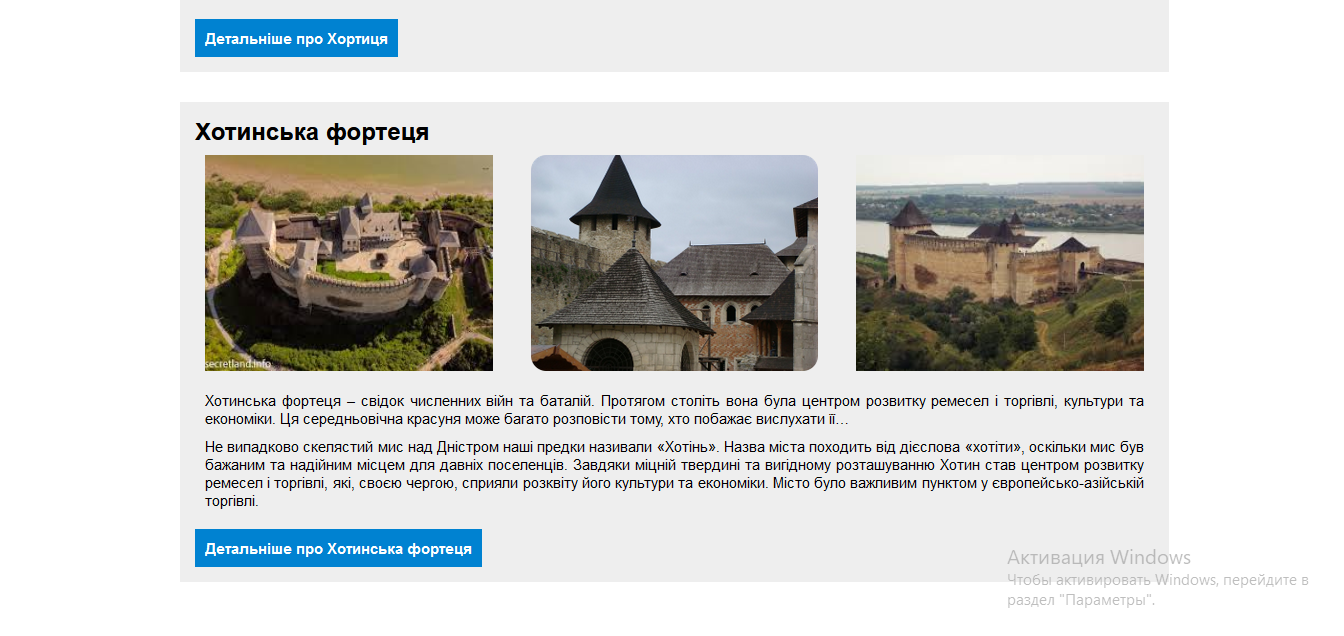 Детальніше про Хортиця
Хотинська фортеця
secretland.info
Хотинська фортеця – свідок численних війн та баталій. Протягом століть вона була центром розвитку ремесел і торгівлі, культури та
економіки. Ця середньовічна красуня може багато розповісти тому, хто побажає вислухати її…
Не випадково скелястий мис над Дністром наші предки називали «Хотінь». Назва міста походить від дієслова «хотіти», оскільки мис був
бажаним та надійним місцем для давніх поселенців. Завдяки міцній твердині та вигідному розташуванню Хотин став центром розвитку
ремесел і торгівлі, які, своєю чергою, сприяли розквіту його культури та економіки. Місто було важливим пунктом у європейсько-азійській
торгівлі.
Детальніше про Хотинська фортеця
Активация Windows
Чтобы активировать Windows, перейдите в
раздел "Параметры".